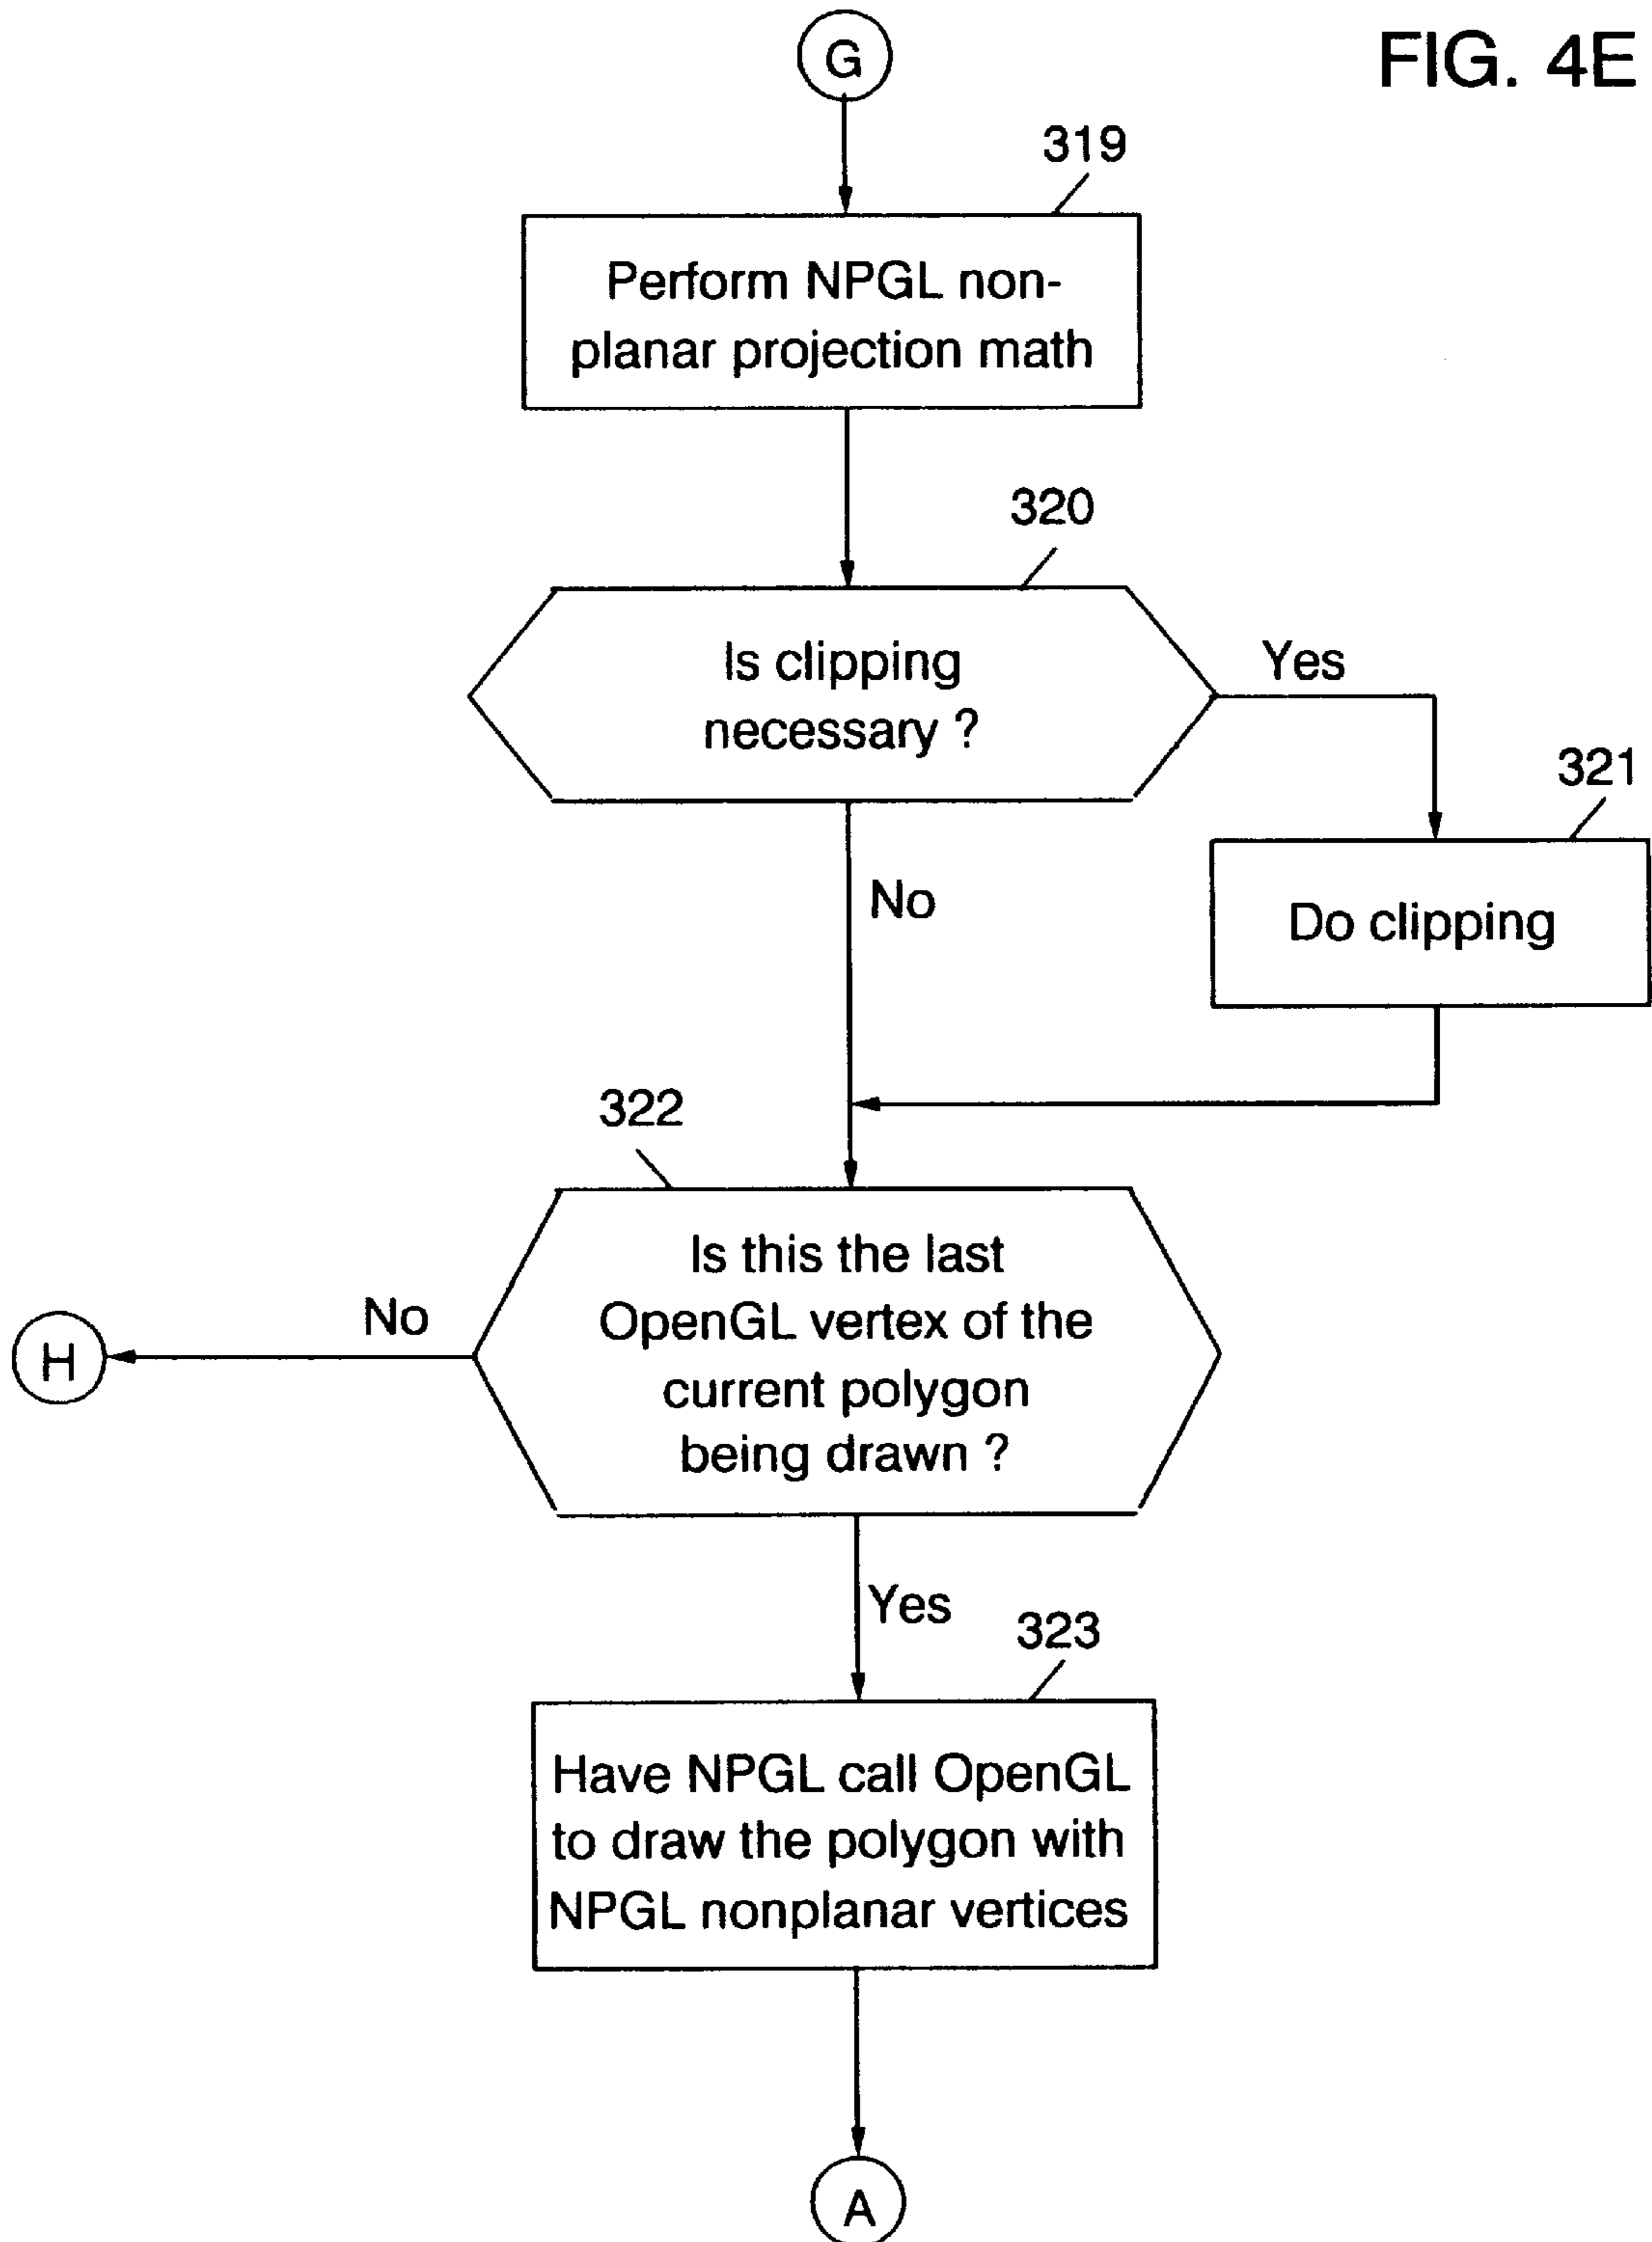 G
FIG. 4E
319
Perform NPGL non-
planar projection math
320
Is clipping
necessary ?
Yes
321
No
Do clipping
322
Is this the last
OpenGL vertex of the
current polygon
being drawn ?
No
H
Yes
323
Have NPGL call OpenGL
to draw the polygon with
NPGL nonplanar vertices
A